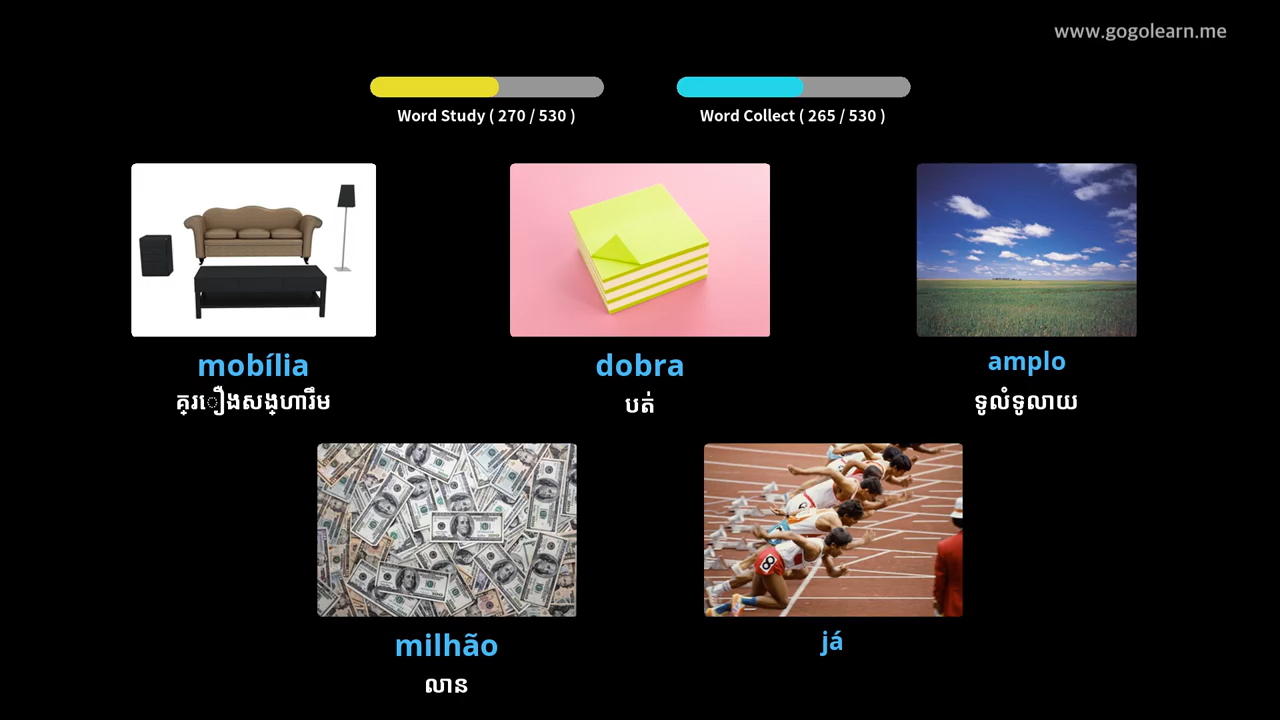 www.gogolearn.me
Word Study ( 270 / 530 )
Word Collect ( 265 / 530 )
mobília
គ្រឿងសង្ហារឹម
dobra
បត់
amplo
ទូលំទូលាយ
milhão
លាន
já
8